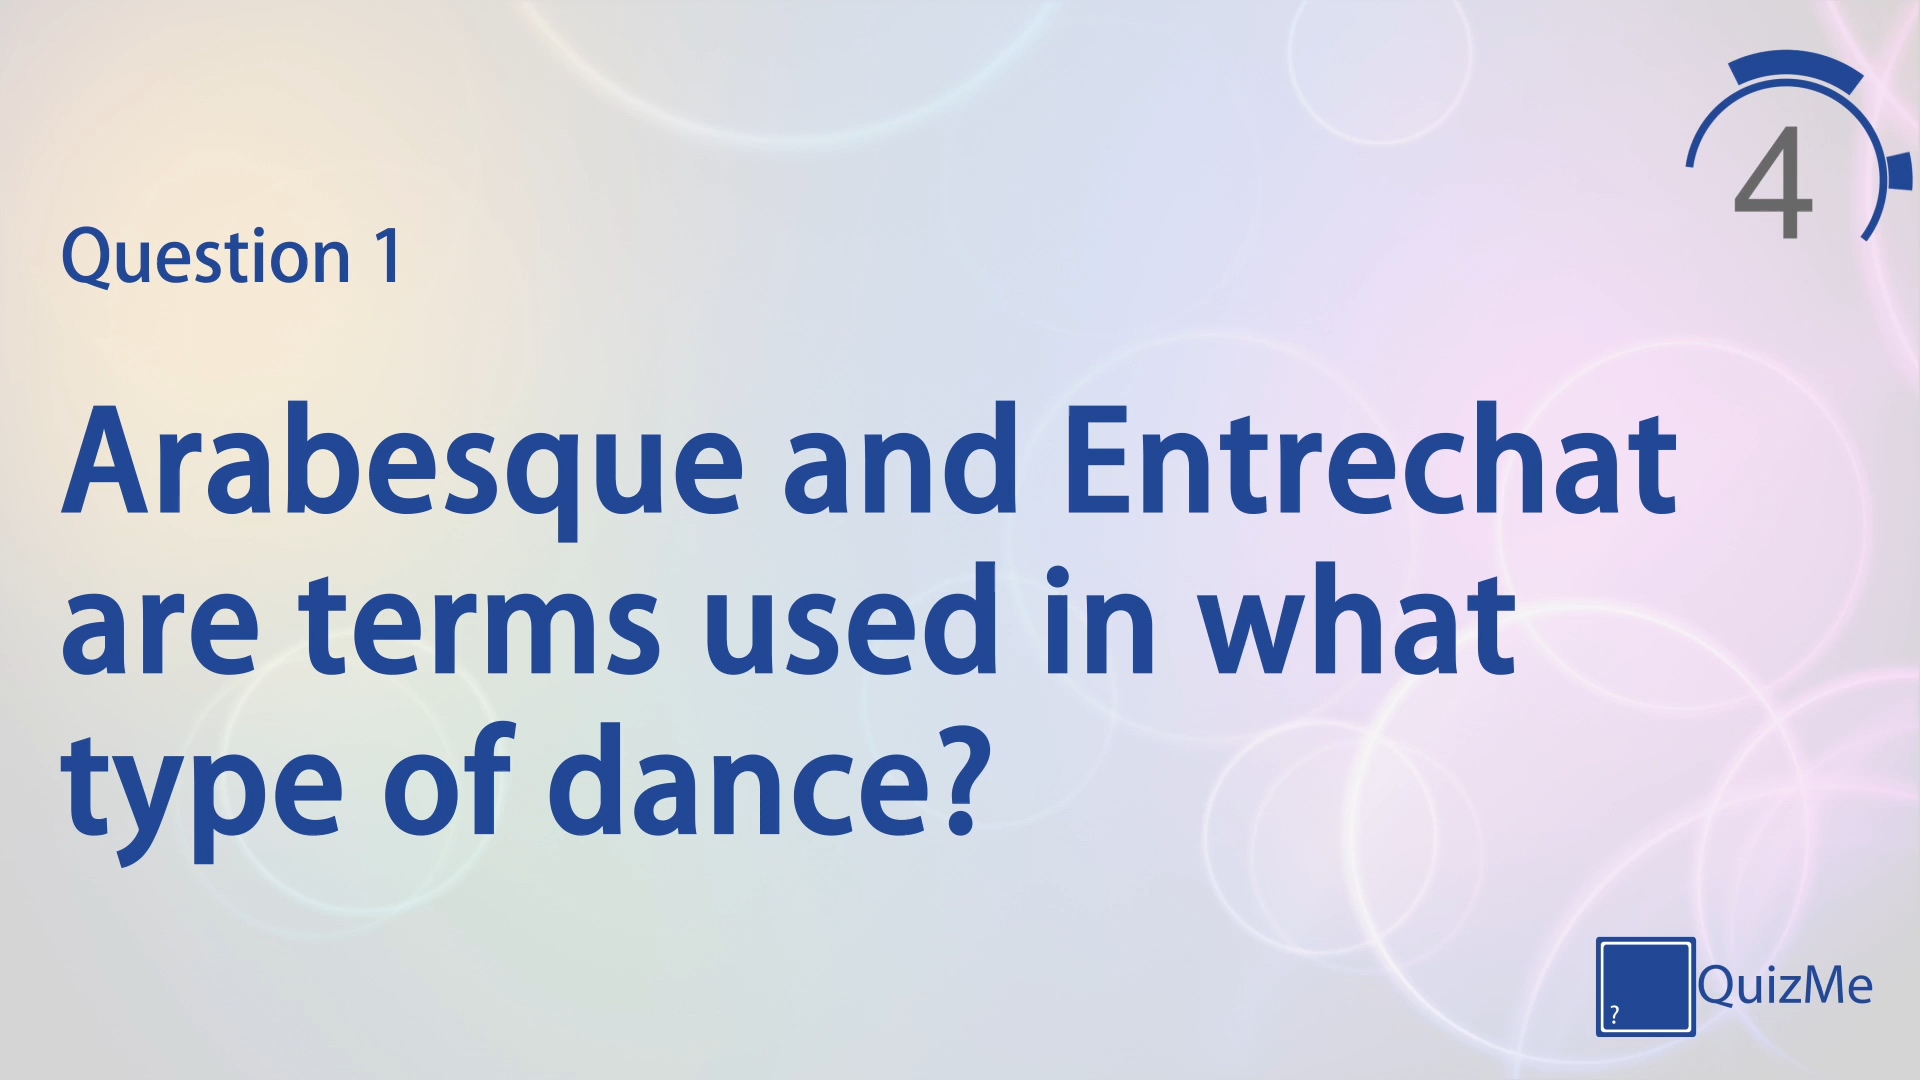 4
Question 1
Arabesque and Entrechat
are terms used in what
type of dance?
?
QuizMe